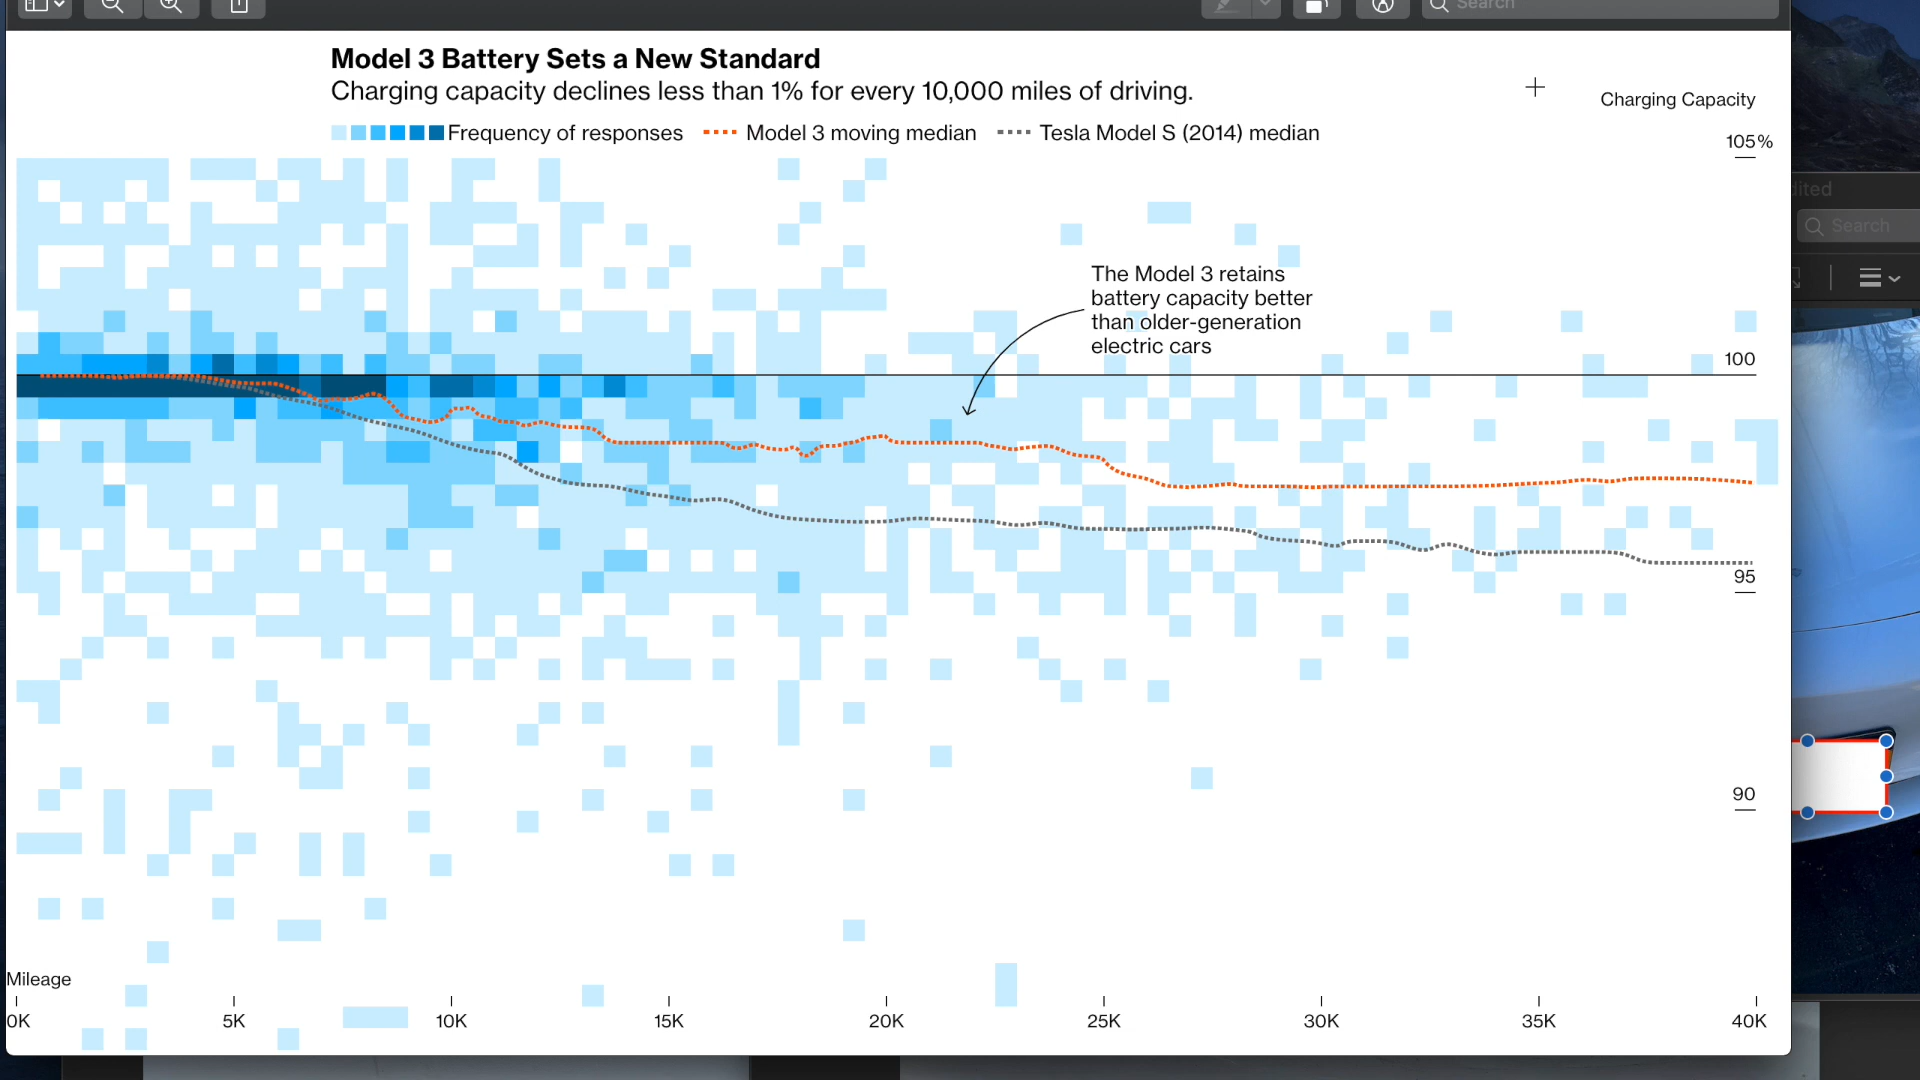 Search
Model 3 Battery Sets a New Standard
Charging capacity declines less than 1% for every 10,000 miles of driving.
Charging Capacity
Frequency of responses Model 3 moving median Tesla Model S (2014) median
105%
dited
Search
The Model 3 retains
battery capacity better
than older-generation
electric cars
100
95
90
Mileage
0K 5K 10K 15K 20K 25K 30K 35K 40K